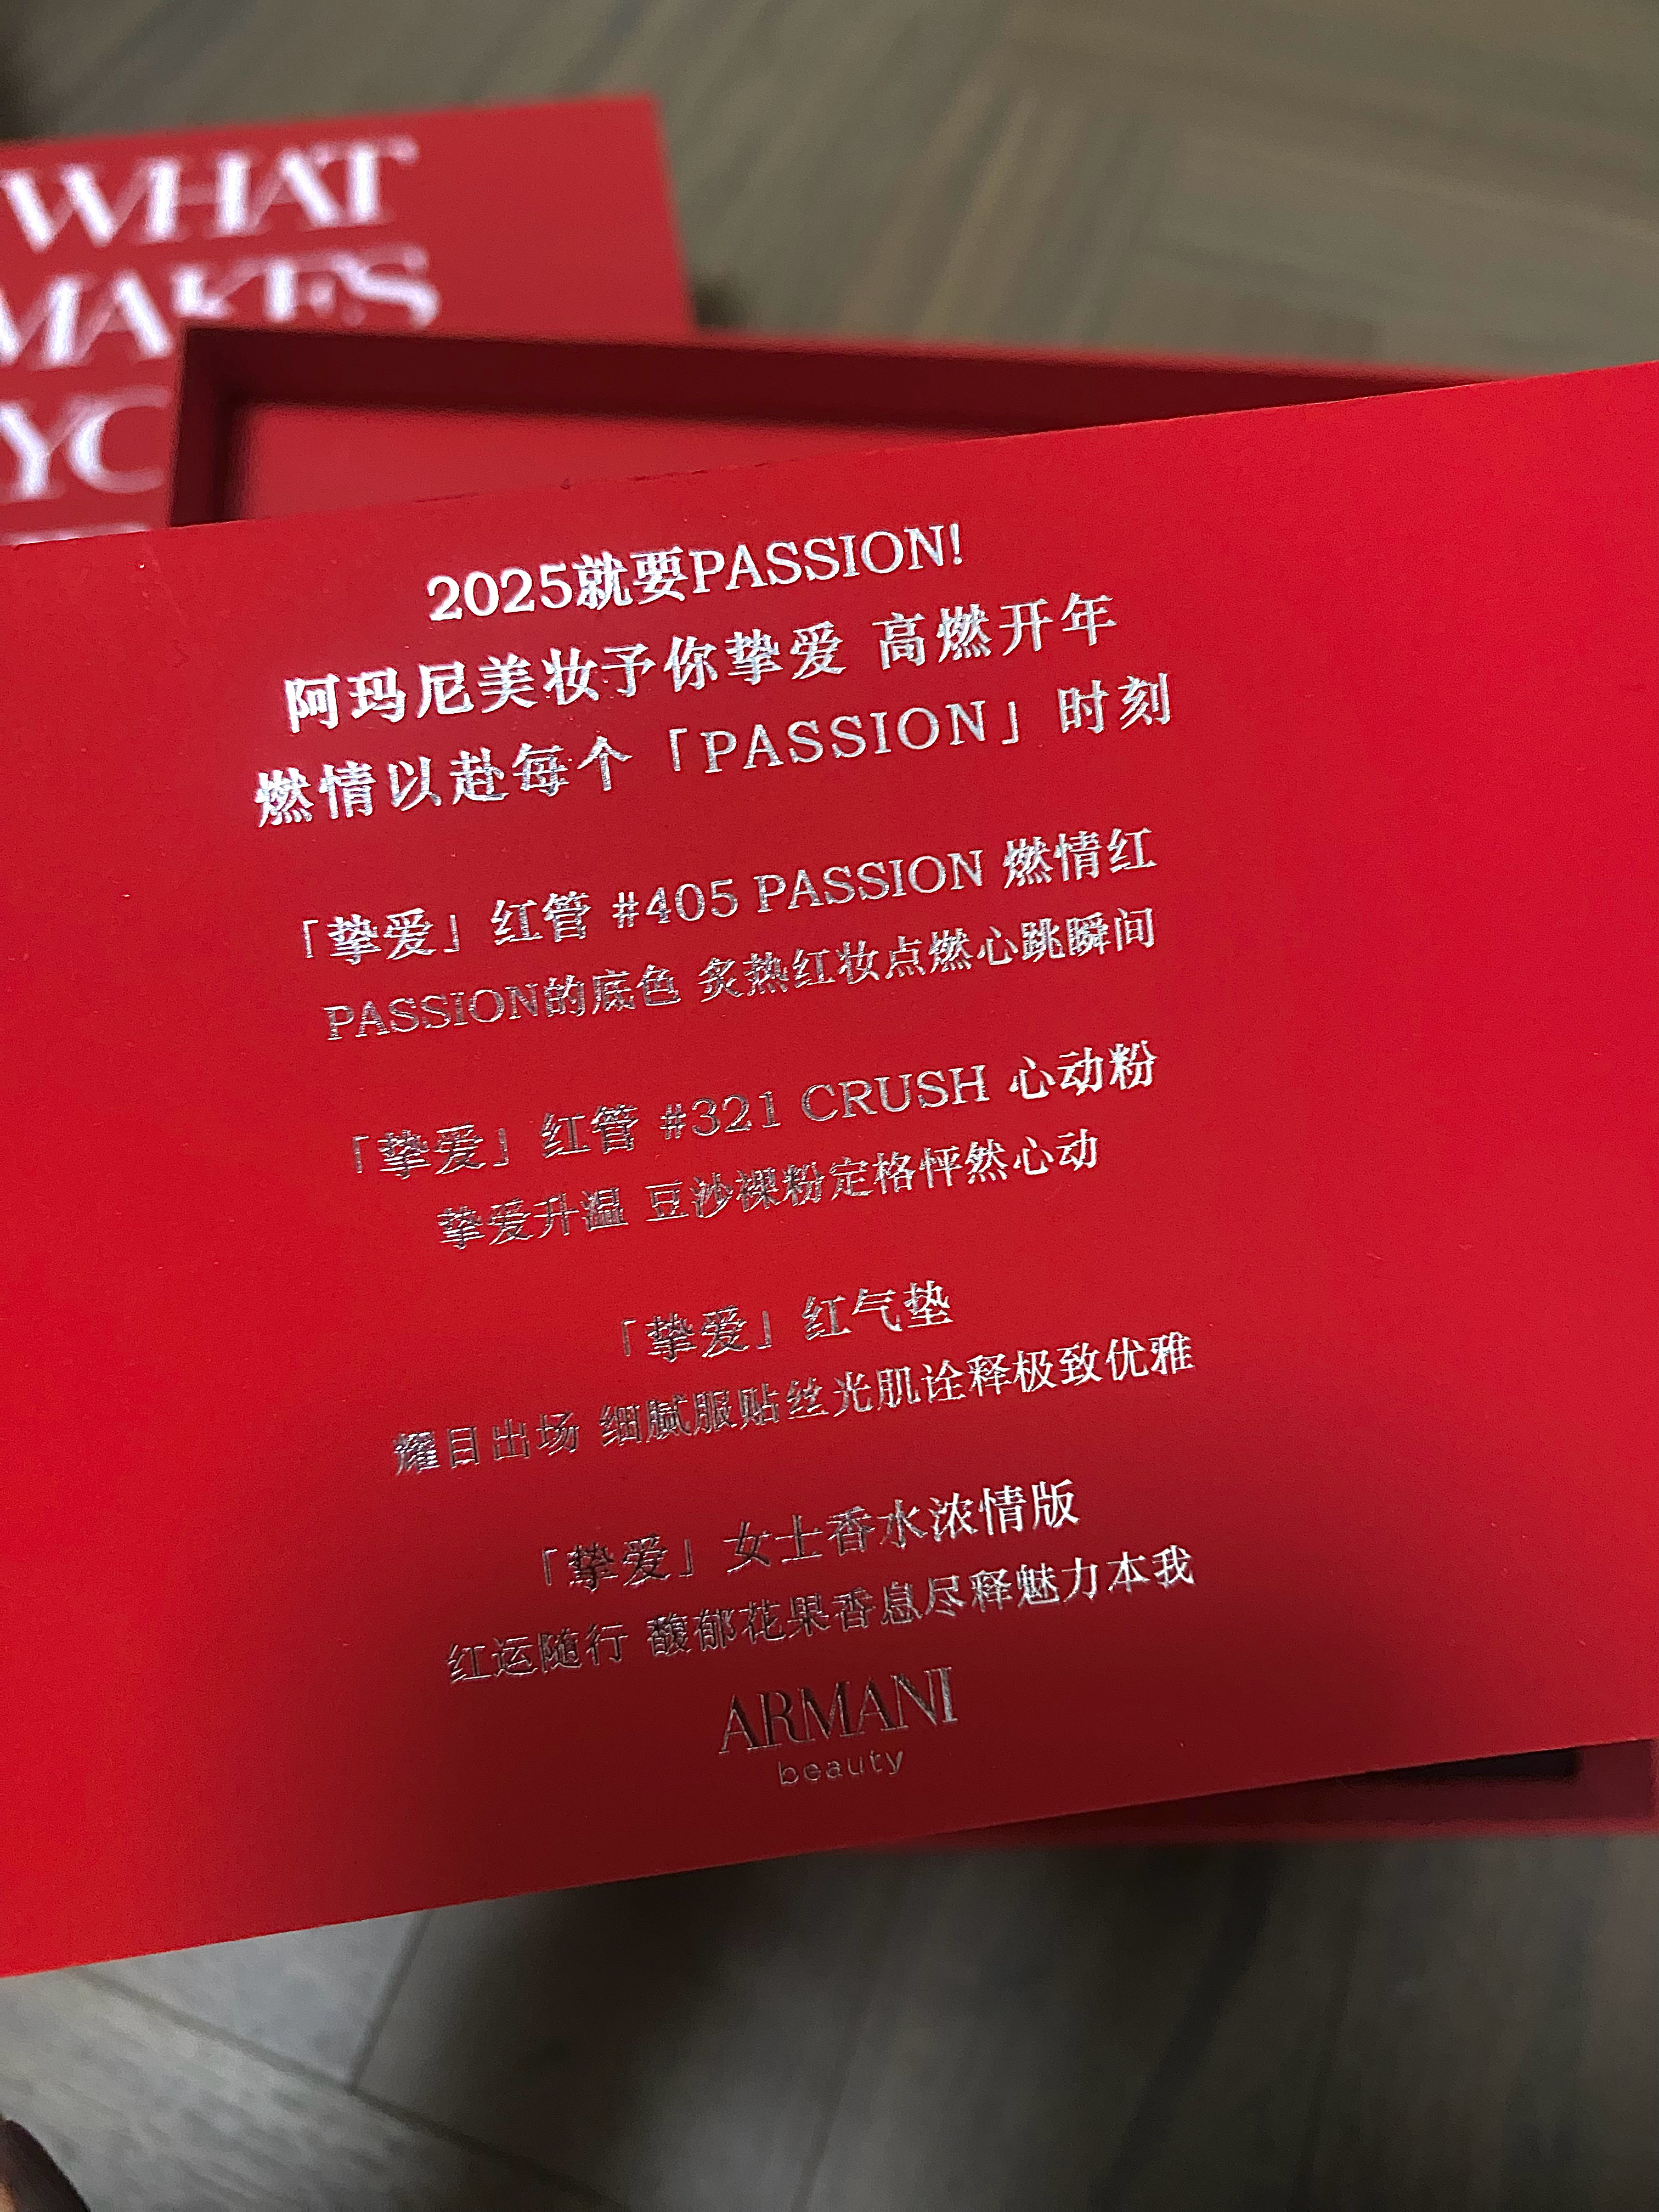 WHAT
MAKES
2025就要PASSION!
阿玛尼美妆予你挚爱 高燃开年
燃情以赴每个「PASSION」时刻
「挚爱」红管 #405 PASSION 燃情红
PASSION的底色 炙热红妆点燃心跳瞬间
「挚爱」红管 #321 CRUSH 心动粉
挚爱升温 豆沙裸粉定格怦然心动
「挚爱」红气垫
耀目出场 细腻服贴丝光肌诠释极致优雅
「挚爱」女士香水浓情版
红运随行 馥郁花果香息尽释魅力本我
ARMANI
beauty